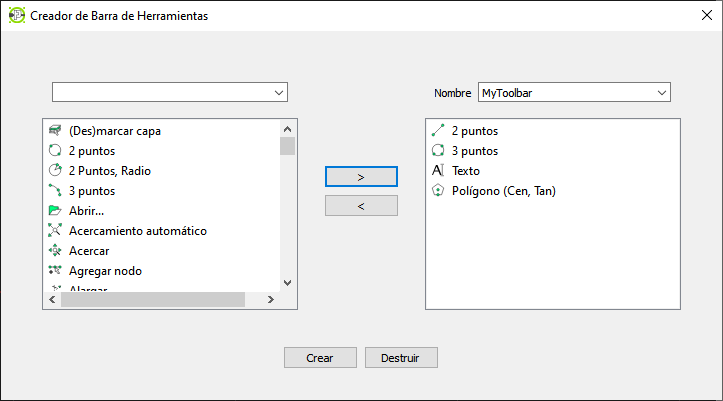 Creador de Barra de Herramientas
Nombre
MyToolbar
(Des)marcar capa
2 puntos
2 Puntos, Radio
3 puntos
Abrir...
Acercamiento automático
Acercar
Agregar nodo
Alargar
>
<
2 puntos
3 puntos
Texto
Polígono (Cen, Tan)
Crear
Destruir